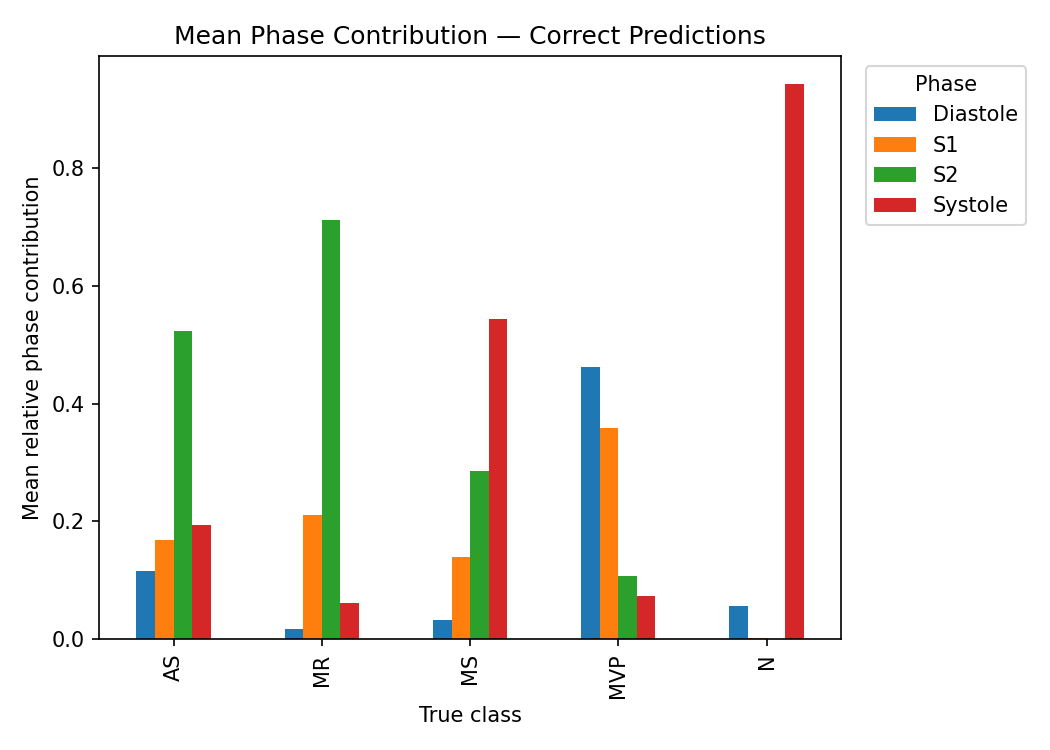 Mean Phase Contribution — Correct Predictions
Phase
Diastole
S1
S2
Systole
Mean relative phase contribution
0.8
0.6
0.4
0.2
0.0
AS
MR
MS
MVP
N
True class